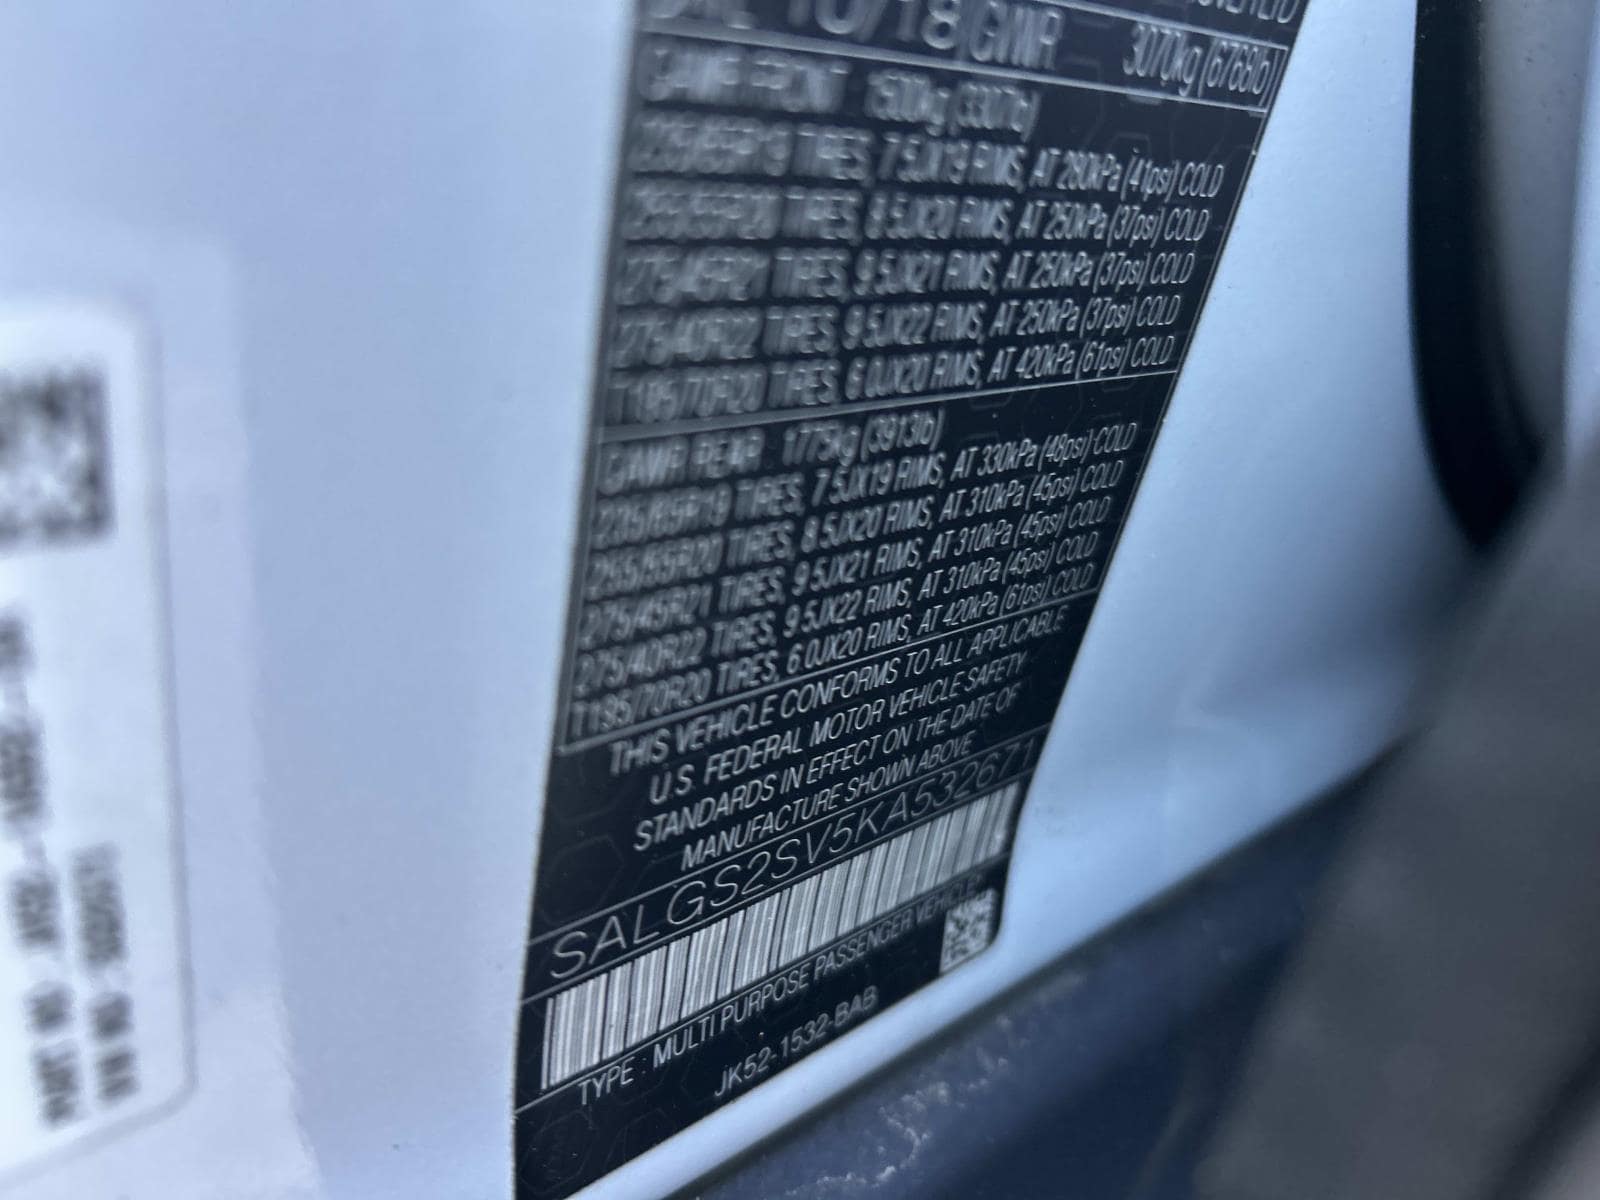 10/18 GVWR 3070kg (6768lb)
GAWR FRONT 1500kg (3307lb)
235/65R19 TIRES, 7.5JX19 RIMS, AT 280kPa (41psi) COLD
255/55R20 TIRES, 8.5JX20 RIMS, AT 250kPa (37psi) COLD
275/45R21 TIRES, 9.5JX21 RIMS, AT 250kPa (37psi) COLD
275/40R22 TIRES, 9.5JX22 RIMS, AT 250kPa (37psi) COLD
T195/70R20 TIRES, 6.0JX20 RIMS, AT 420kPa (61psi) COLD
GAWR REAR : 1775kg (3913lb)
235/65R19 TIRES, 7.5JX19 RIMS, AT 330kPa (48psi) COLD
255/55R20 TIRES, 8.5JX20 RIMS, AT 310kPa (45psi) COLD
275/45R21 TIRES, 9.5JX21 RIMS, AT 310kPa (45psi) COLD
275/40R22 TIRES, 9.5JX22 RIMS, AT 310kPa (45psi) COLD
T195/70R20 TIRES, 6.0JX20 RIMS, AT 420kPa (61psi) COLD
THIS VEHICLE CONFORMS TO ALL APPLICABLE
U.S. FEDERAL MOTOR VEHICLE SAFETY
STANDARDS IN EFFECT ON THE DATE OF
MANUFACTURE SHOWN ABOVE
SALGS2SV5KA532671
TYPE : MULTI PURPOSE PASSENGER VEHICLE
JK52-1532-BAB